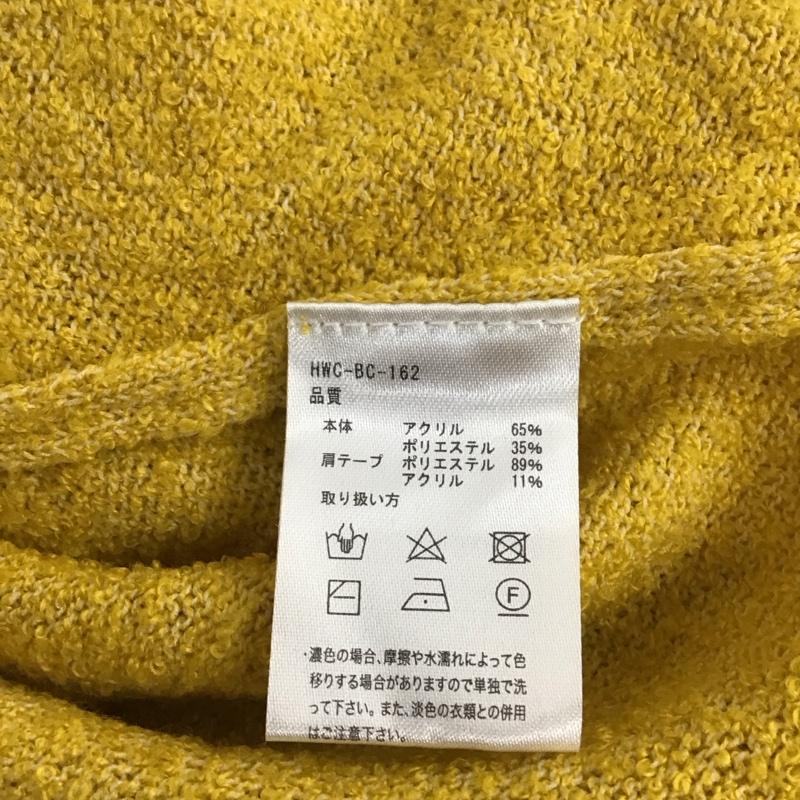 HWC-BC-162
品質
本体 アクリル 65%
ポリエステル 35%
肩テープ ポリエステル 89%
アクリル 11%
取り扱い方
F
・濃色の場合、摩擦や水濡れによって色
移りする場合がありますので単独で洗
って下さい。また、淡色の衣類との併用
はご注意下さい。